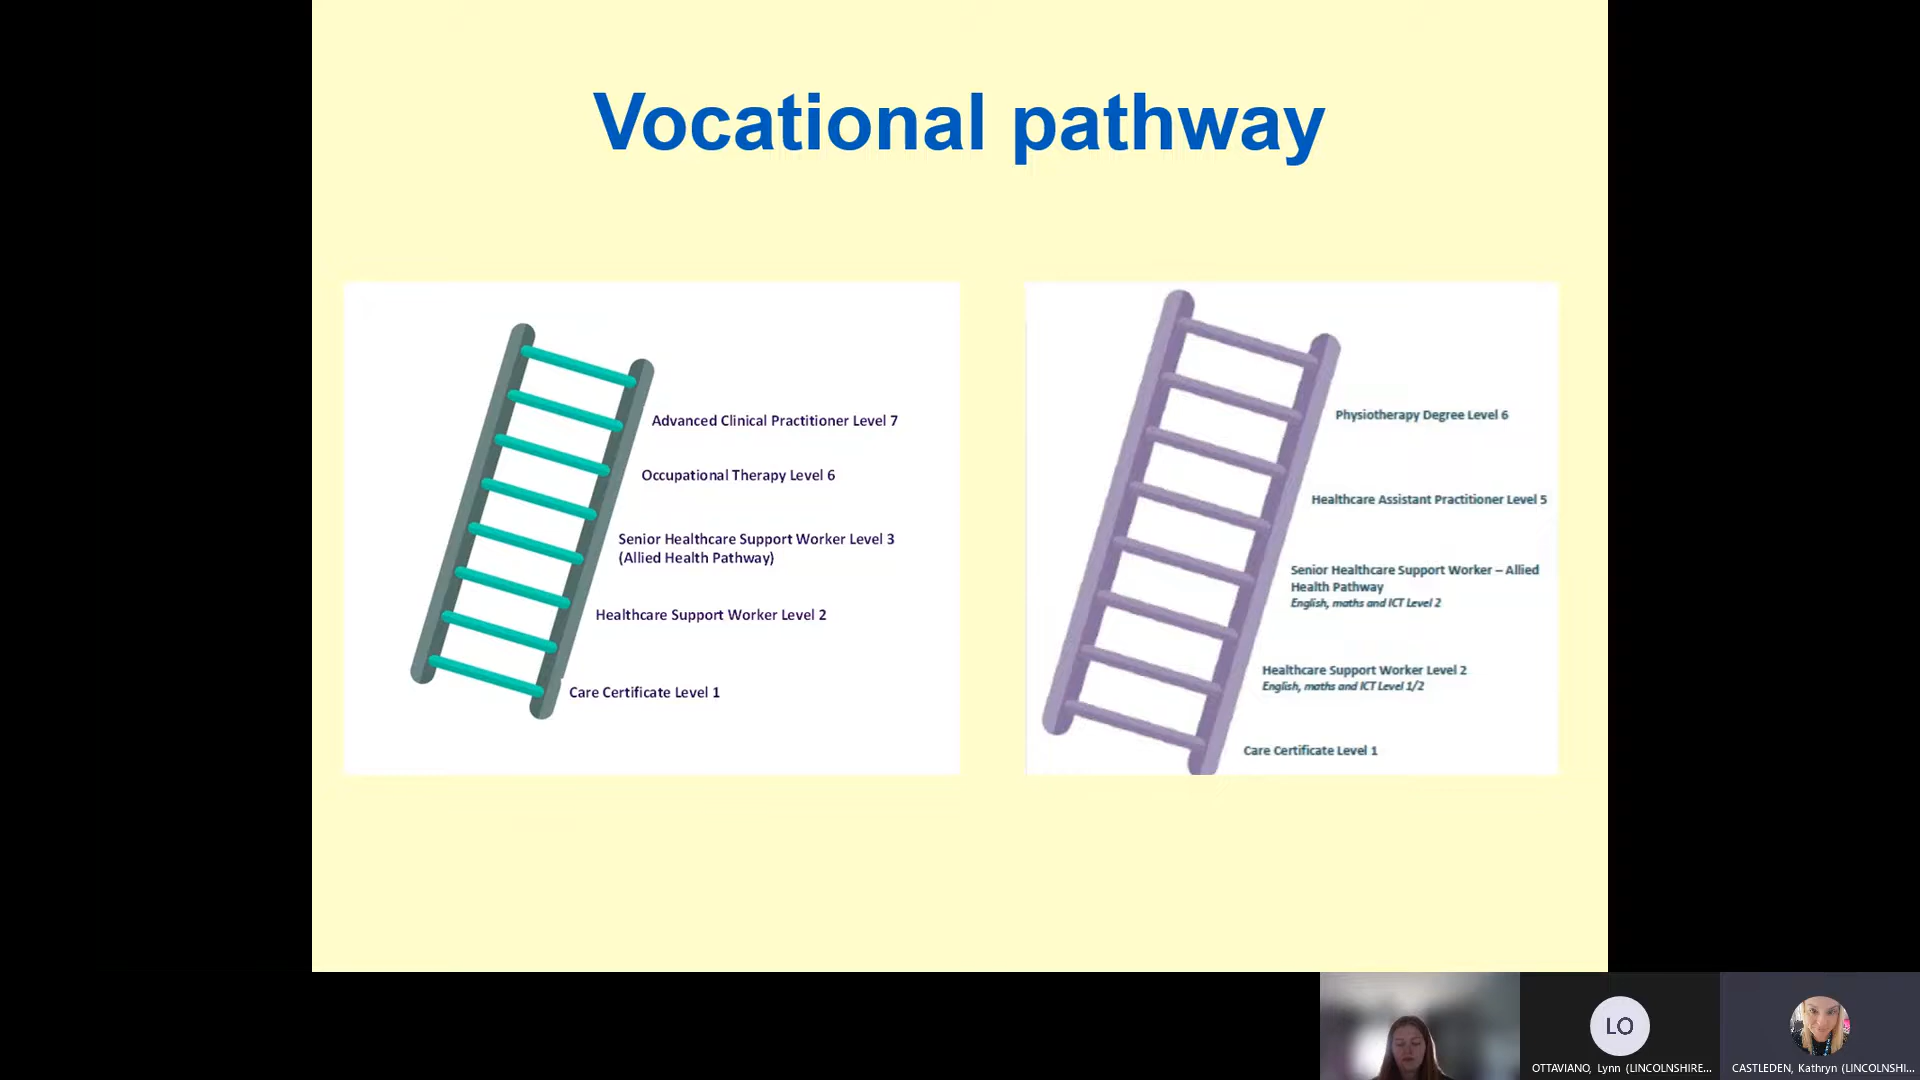 Vocational pathway
Advanced Clinical Practitioner Level 7
Occupational Therapy Level 6
Senior Healthcare Support Worker Level 3
(Allied Health Pathway)
Healthcare Support Worker Level 2
Care Certificate Level 1
Physiotherapy Degree Level 6
Healthcare Assistant Practitioner Level 5
Senior Healthcare Support Worker – Allied
Health Pathway
English, maths and ICT Level 2
Healthcare Support Worker Level 2
English, maths and ICT Level 1/2
Care Certificate Level 1
LO
OTTAVIANO, Lynn (LINCOLNSHIRE...
CASTLEDEN, Kathryn (LINCOLNSHI...